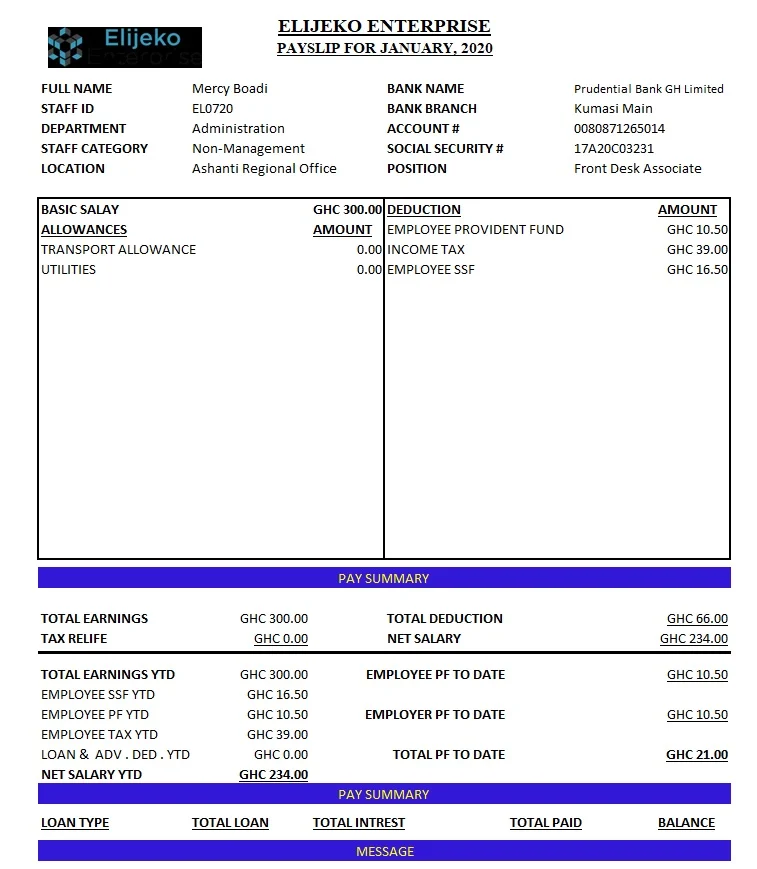 Elijeko
Enterprise
ELIJEKO ENTERPRISE
PAYSLIP FOR JANUARY, 2020
FULL NAME Mercy Boadi BANK NAME Prudential Bank GH Limited
STAFF ID EL0720 BANK BRANCH Kumasi Main
DEPARTMENT Administration ACCOUNT # 0080871265014
STAFF CATEGORY Non-Management SOCIAL SECURITY # 17A20C03231
LOCATION Ashanti Regional Office POSITION Front Desk Associate
BASIC SALAY GHC 300.00 DEDUCTION AMOUNT
ALLOWANCES AMOUNT EMPLOYEE PROVIDENT FUND GHC 10.50
TRANSPORT ALLOWANCE 0.00 INCOME TAX GHC 39.00
UTILITIES 0.00 EMPLOYEE SSF GHC 16.50
PAY SUMMARY
TOTAL EARNINGS GHC 300.00 TOTAL DEDUCTION GHC 66.00
TAX RELIFE GHC 0.00 NET SALARY GHC 234.00
TOTAL EARNINGS YTD GHC 300.00 EMPLOYEE PF TO DATE GHC 10.50
EMPLOYEE SSF YTD GHC 16.50
EMPLOYEE PF YTD GHC 10.50 EMPLOYER PF TO DATE GHC 10.50
EMPLOYEE TAX YTD GHC 39.00
LOAN & ADV . DED . YTD GHC 0.00 TOTAL PF TO DATE GHC 21.00
NET SALARY YTD GHC 234.00
PAY SUMMARY
LOAN TYPE TOTAL LOAN TOTAL INTREST TOTAL PAID BALANCE
MESSAGE